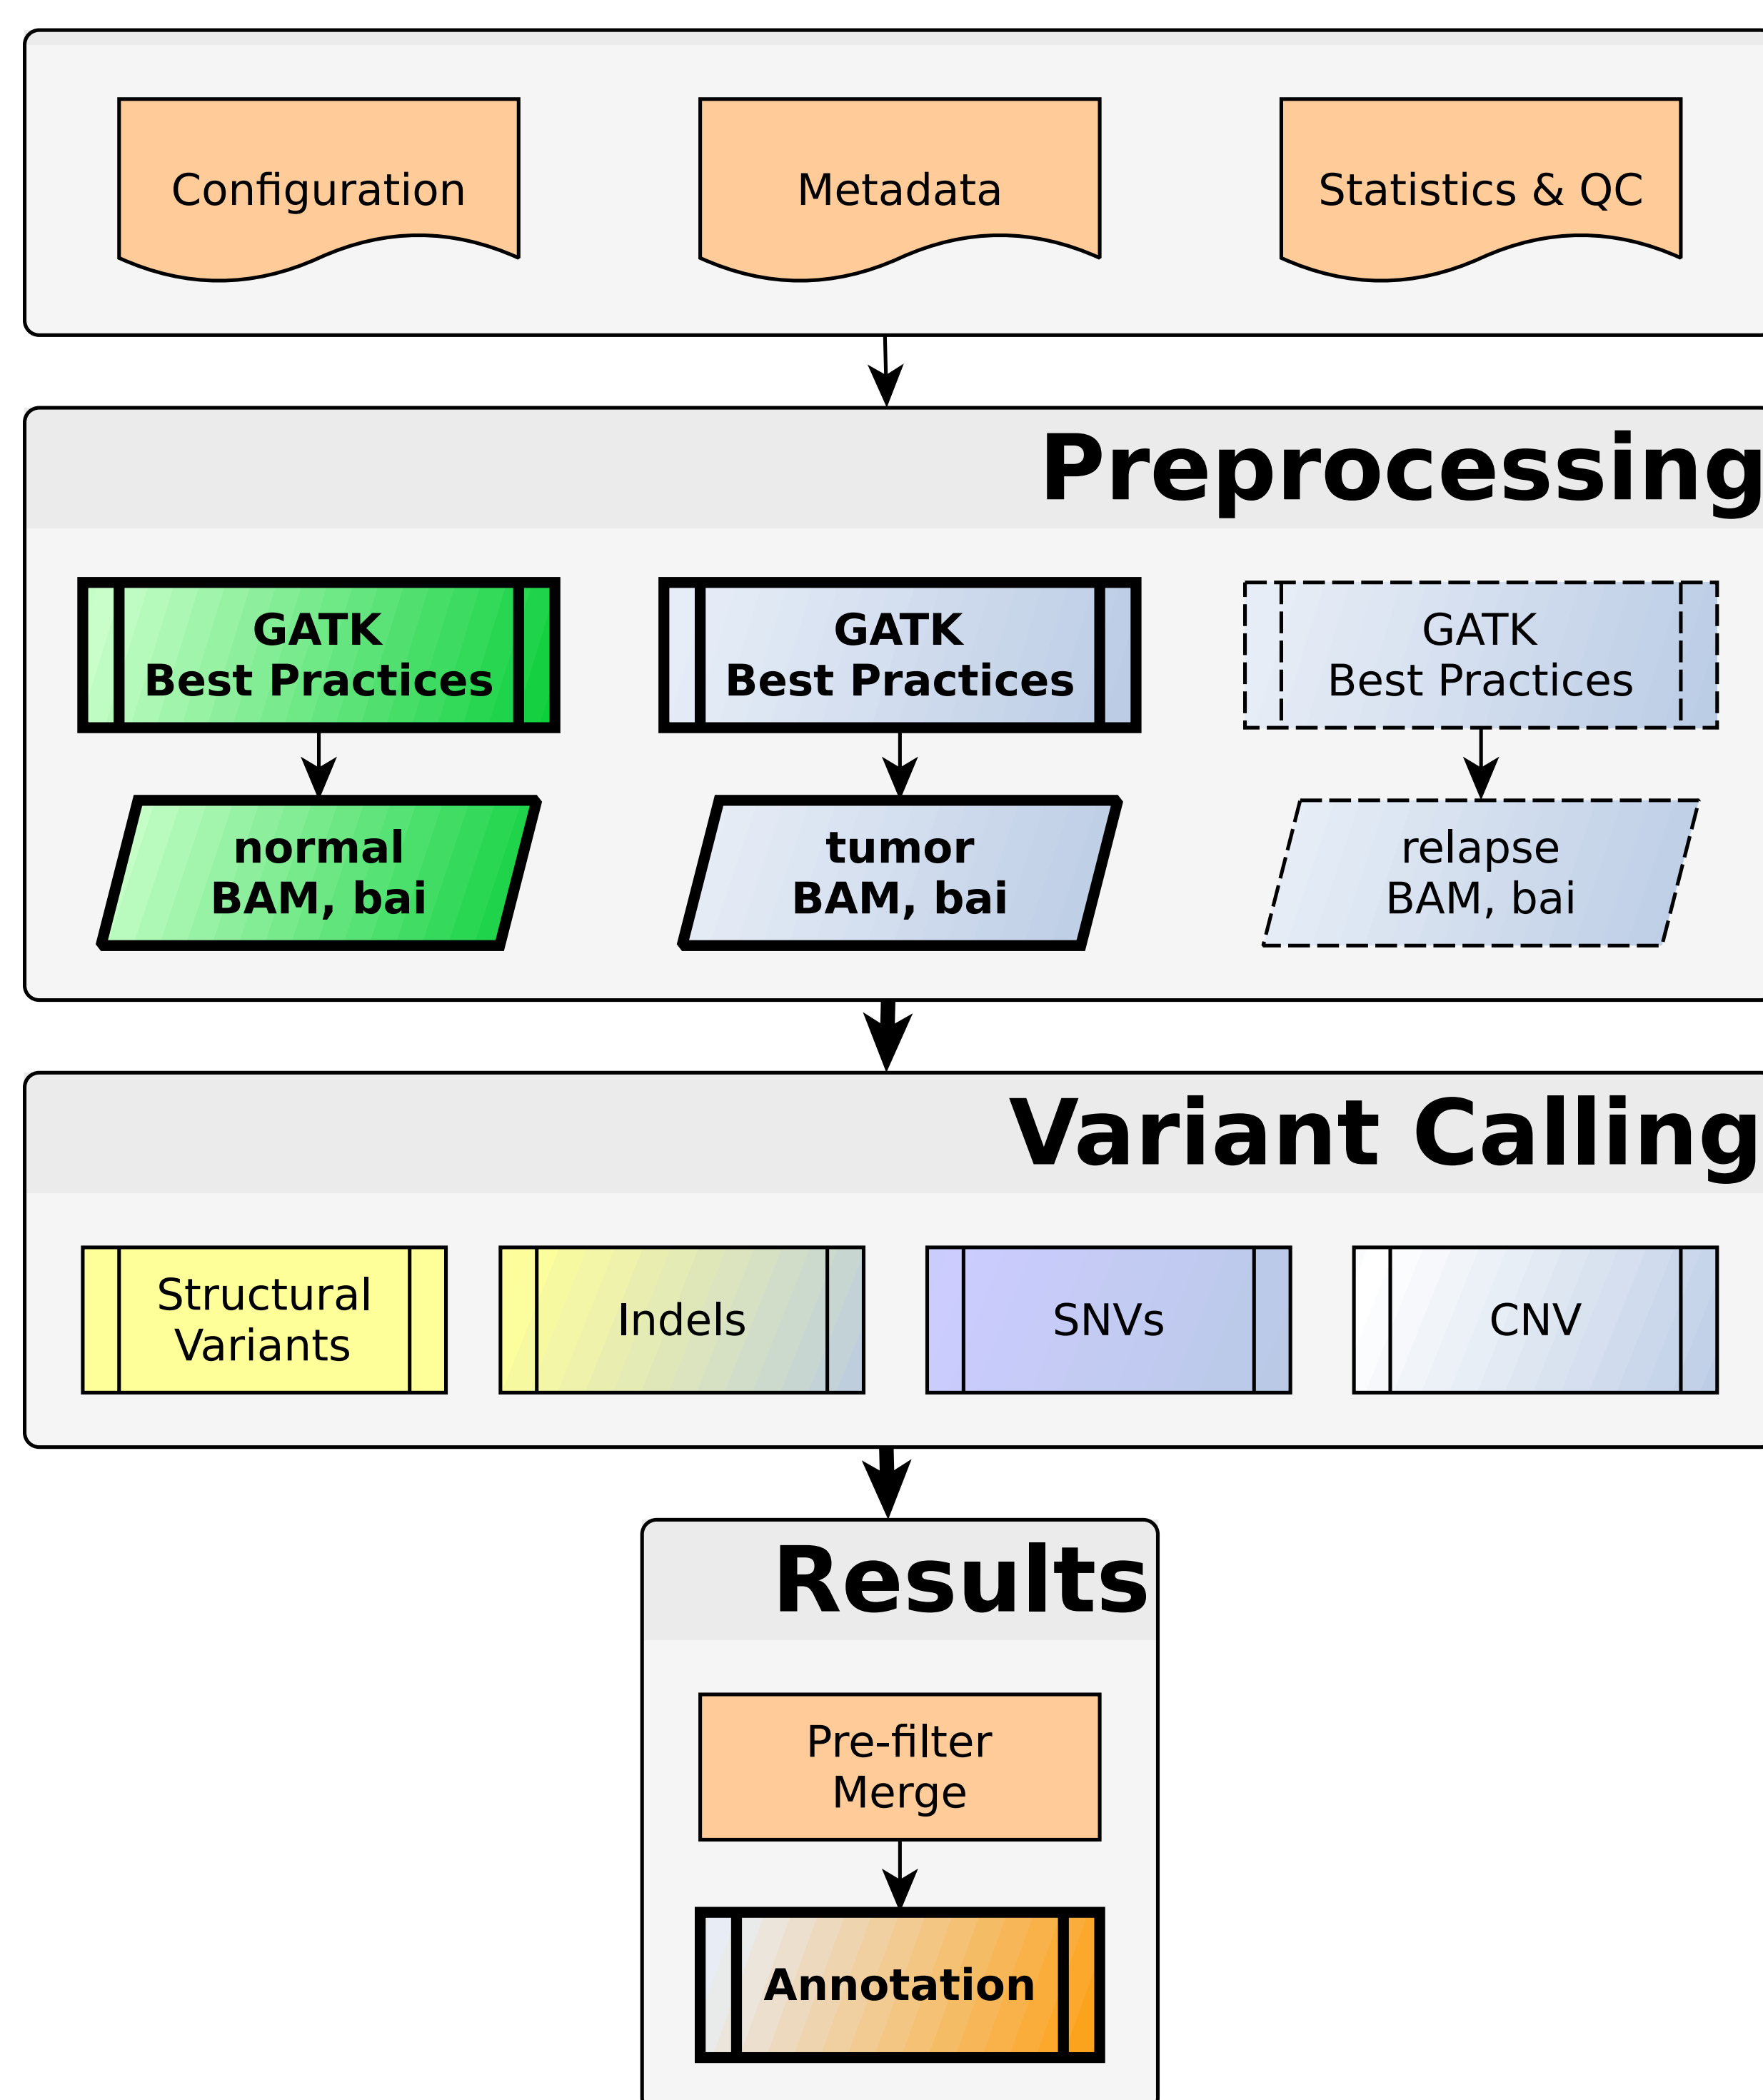 Configuration
Metadata
Statistics & QC
Preprocessing
GATK
Best Practices
GATK
Best Practices
GATK
Best Practices
normal
BAM, bai
tumor
BAM, bai
relapse
BAM, bai
Variant Calling
Structural
Variants
Indels
SNVs
CNV
Results
Pre-filter
Merge
Annotation